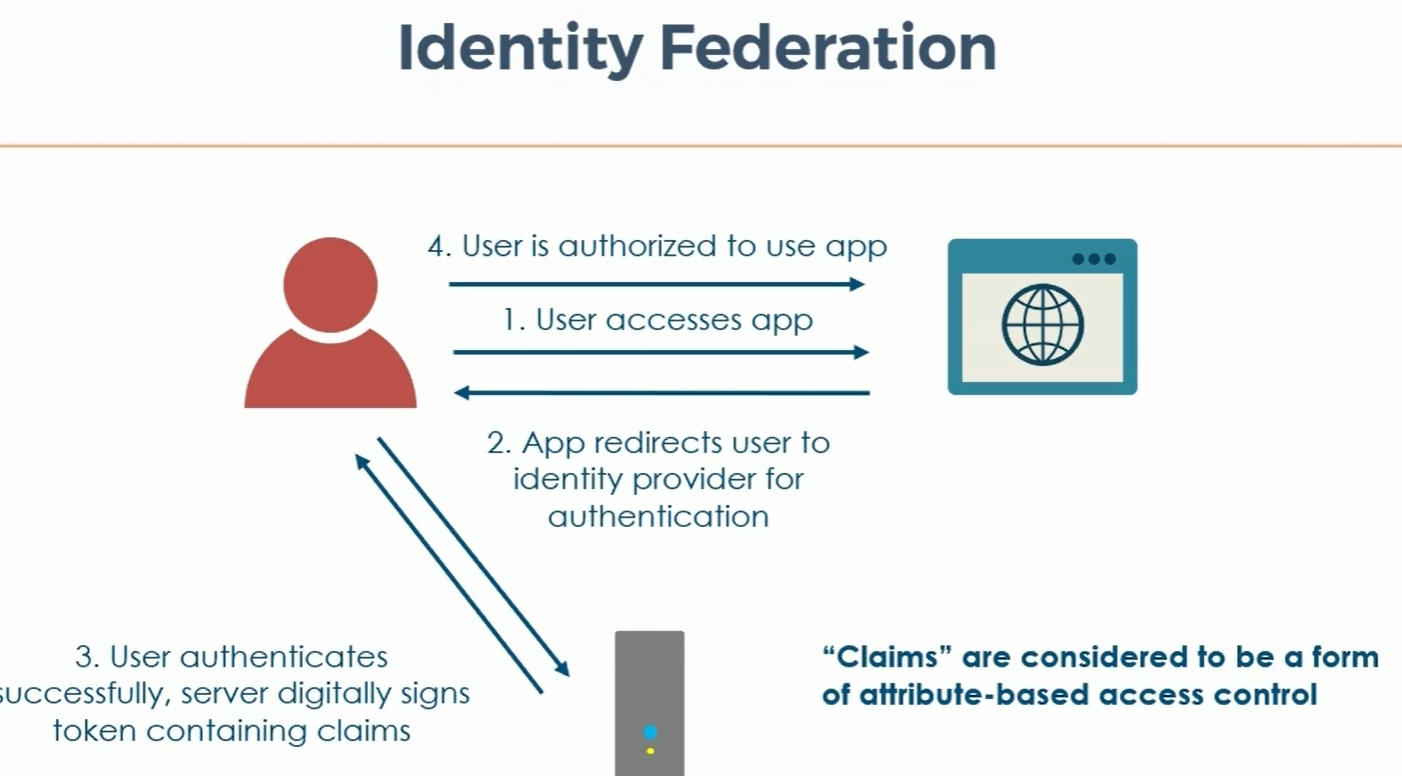 Identity Federation
4. User is authorized to use app
1. User accesses app
2. App redirects user to
identity provider for
authentication
3. User authenticates
successfully, server digitally signs
token containing claims
“Claims” are considered to be a form
of attribute-based access control